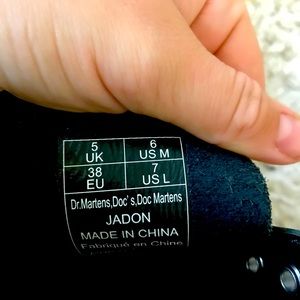 5 6
UK US M
38 7
EU US L
Dr.Martens,Doc's,Doc Martens
JADON
MADE IN CHINA
Fabriqué en Chine